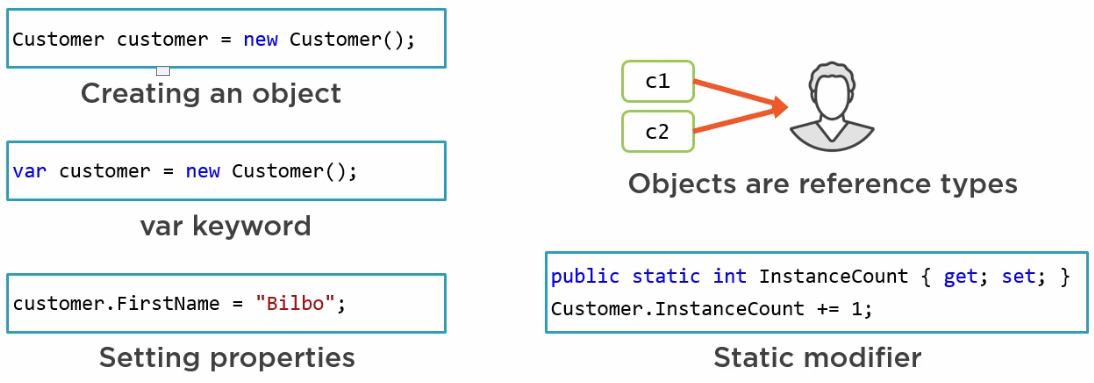 Customer customer = new Customer();
Creating an object
var customer = new Customer();
var keyword
customer.FirstName = "Bilbo";
Setting properties
c1
c2
Objects are reference types
public static int InstanceCount { get; set; }
Customer.InstanceCount += 1;
Static modifier